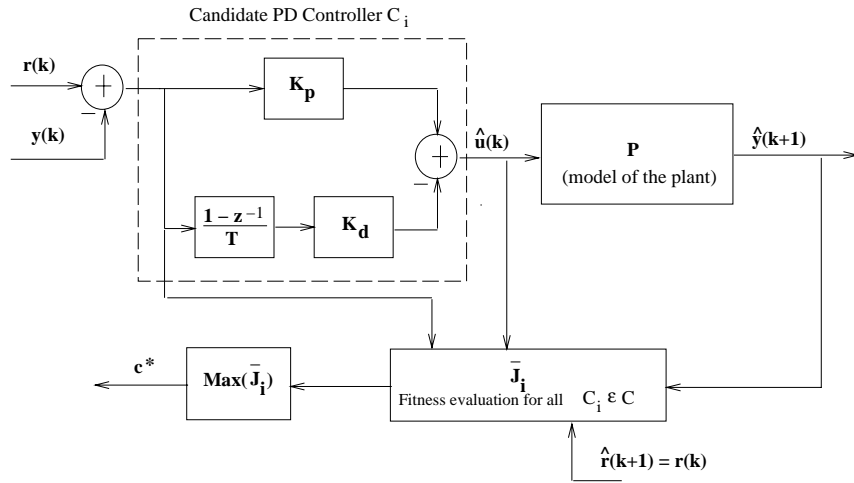 Candidate PD Controller C i
r(k)
+
−
y(k)
K p
+
−
û(k)
P
(model of the plant)
ŷ(k+1)
1 − z −1
T
K d
c*
Max(J̄ i)
J̄ i
Fitness evaluation for all C i ε C
r̂(k+1) = r(k)